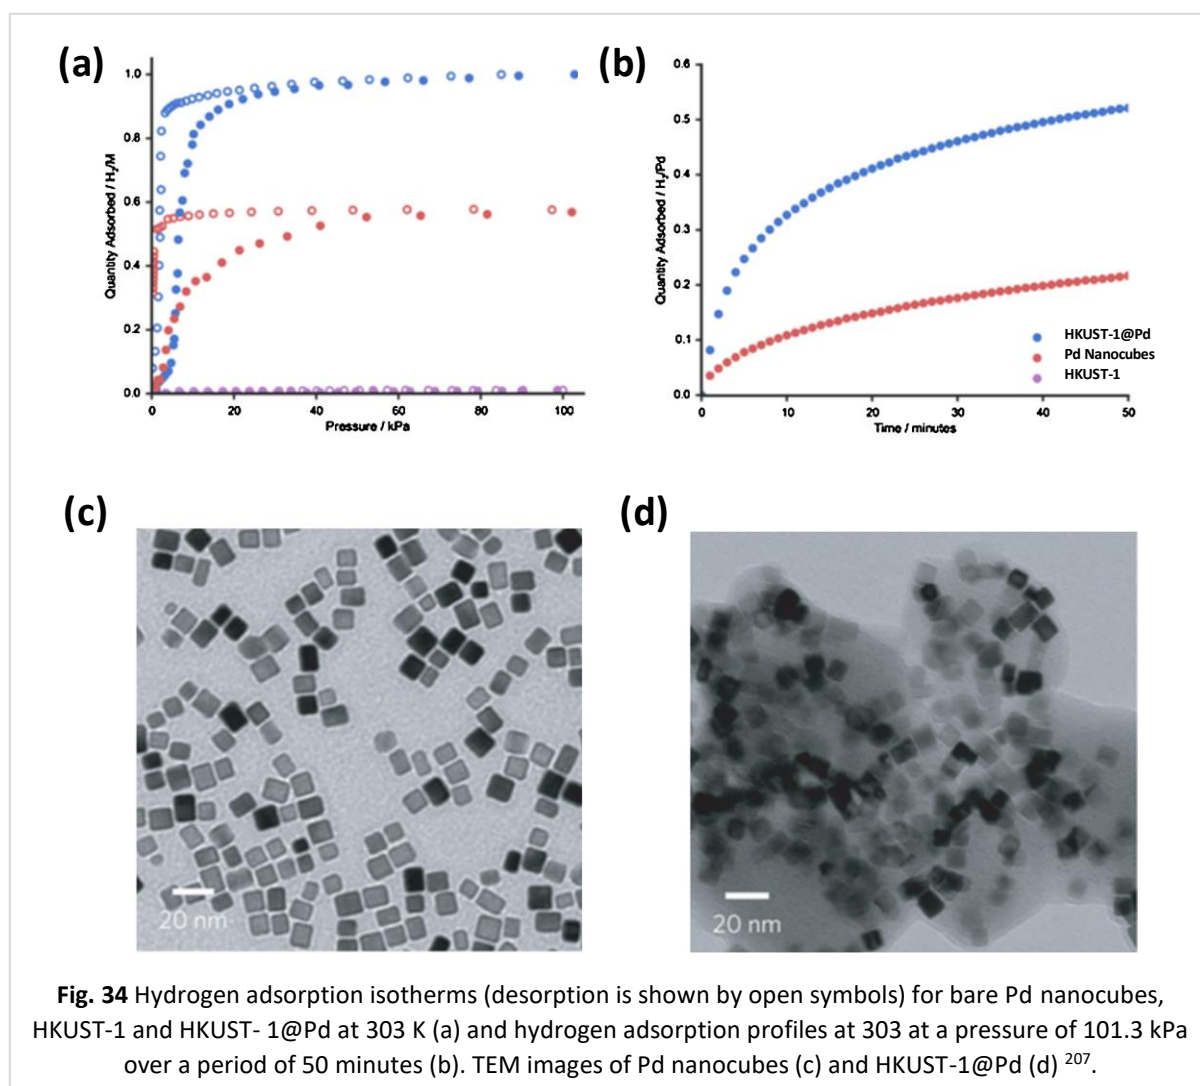 (a)
1.0
0.8
0.6
0.4
0.2
0.0
Quantity Adsorbed / H₂/M
0 20 40 60 80 100
Pressure / kPa
(b)
0.6
0.5
0.4
0.3
0.2
0.1
0.0
Quantity Adsorbed / H₂/Pd
HKUST-1@Pd
Pd Nanocubes
HKUST-1
0 10 20 30 40 50
Time / minutes
(c)
20 nm
(d)
20 nm
Fig. 34 Hydrogen adsorption isotherms (desorption is shown by open symbols) for bare Pd nanocubes,
HKUST-1 and HKUST- 1@Pd at 303 K (a) and hydrogen adsorption profiles at 303 at a pressure of 101.3 kPa
over a period of 50 minutes (b). TEM images of Pd nanocubes (c) and HKUST-1@Pd (d) ²⁰⁷.